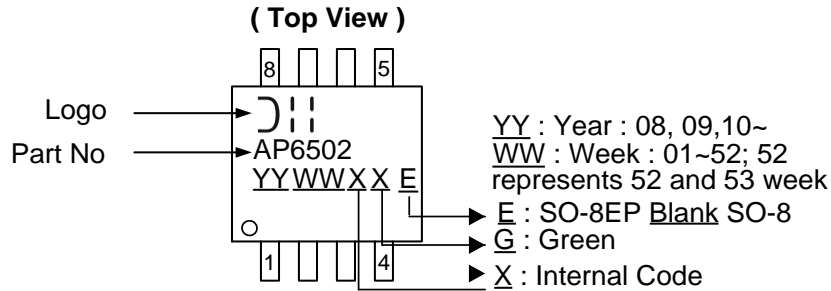 ( Top View )
8 5
Logo
Part No
AP6502
YY WW X X E
1 4
YY : Year : 08, 09,10~
WW : Week : 01~52; 52
represents 52 and 53 week
E : SO-8EP Blank SO-8
G : Green
X : Internal Code